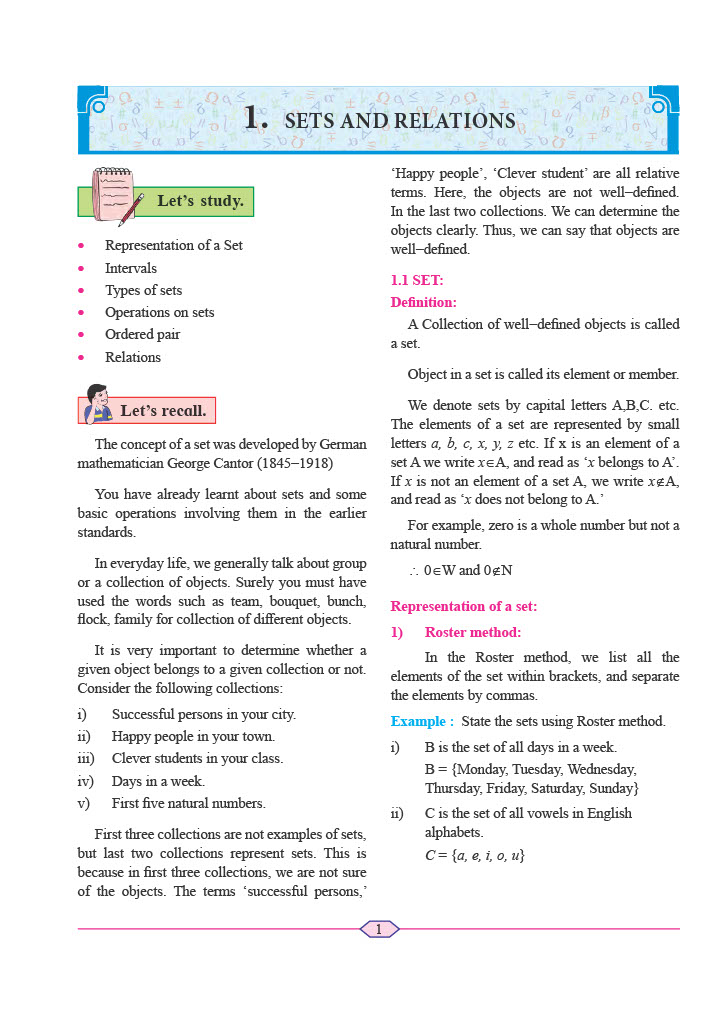 1. SETS AND RELATIONS
Let's study.
• Representation of a Set
• Intervals
• Types of sets
• Operations on sets
• Ordered pair
• Relations
Let's recall.
The concept of a set was developed by German
mathematician George Cantor (1845–1918)
You have already learnt about sets and some
basic operations involving them in the earlier
standards.
In everyday life, we generally talk about group
or a collection of objects. Surely you must have
used the words such as team, bouquet, bunch,
flock, family for collection of different objects.
It is very important to determine whether a
given object belongs to a given collection or not.
Consider the following collections:
i) Successful persons in your city.
ii) Happy people in your town.
iii) Clever students in your class.
iv) Days in a week.
v) First five natural numbers.
First three collections are not examples of sets,
but last two collections represent sets. This is
because in first three collections, we are not sure
of the objects. The terms ‘successful persons,’
‘Happy people’, ‘Clever student’ are all relative
terms. Here, the objects are not well–defined.
In the last two collections. We can determine the
objects clearly. Thus, we can say that objects are
well–defined.
1.1 SET:
Definition:
A Collection of well–defined objects is called
a set.
Object in a set is called its element or member.
We denote sets by capital letters A,B,C. etc.
The elements of a set are represented by small
letters a, b, c, x, y, z etc. If x is an element of a
set A we write x∈A, and read as ‘x belongs to A’.
If x is not an element of a set A, we write x∉A,
and read as ‘x does not belong to A.’
For example, zero is a whole number but not a
natural number.
∴ 0∈W and 0∉N
Representation of a set:
1) Roster method:
In the Roster method, we list all the
elements of the set within brackets, and separate
the elements by commas.
Example : State the sets using Roster method.
i) B is the set of all days in a week.
B = {Monday, Tuesday, Wednesday,
Thursday, Friday, Saturday, Sunday}
ii) C is the set of all vowels in English
alphabets.
C = {a, e, i, o, u}
1